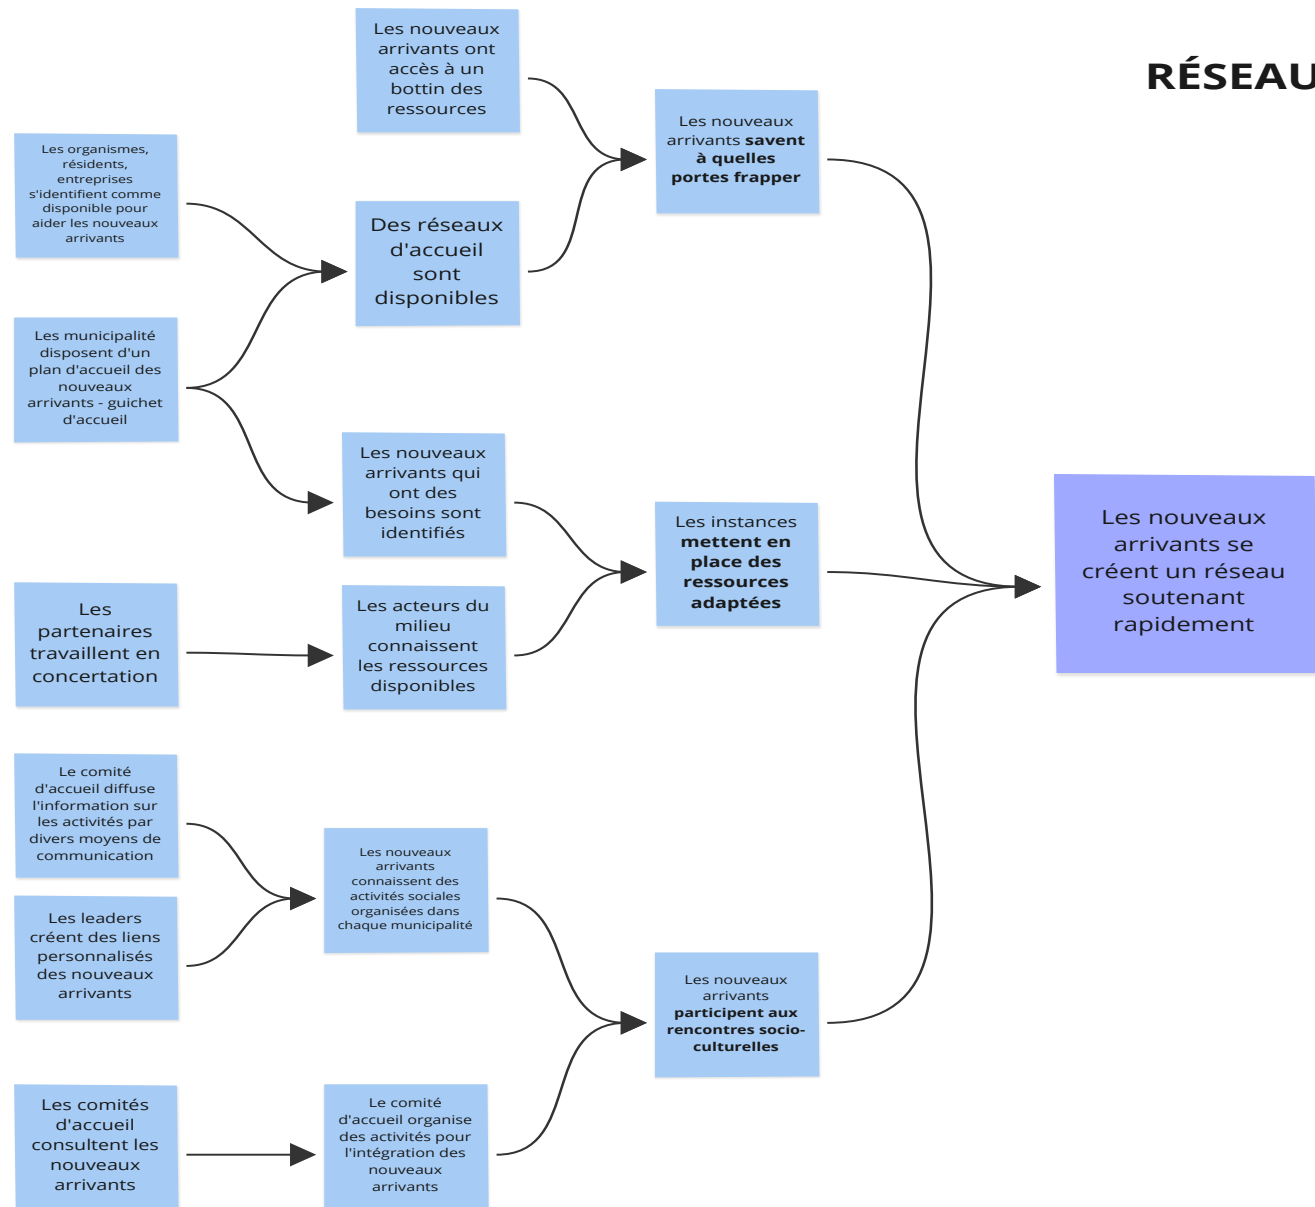 Les nouveaux
arrivants ont
accès à un
bottin des
ressources
RÉSEAU
Les nouveaux
arrivants savent
à quelles
portes frapper
Les organismes,
résidents,
entreprises
s'identifient comme
disponible pour
aider les nouveaux
arrivants
Des réseaux
d'accueil
sont
disponibles
Les municipalité
disposent d'un
plan d'accueil des
nouveaux
arrivants - guichet
d'accueil
Les nouveaux
arrivants qui
ont des
besoins sont
identifiés
Les instances
mettent en
place des
ressources
adaptées
Les nouveaux
arrivants se
créent un réseau
soutenant
rapidement
Les
partenaires
travaillent en
concertation
Les acteurs du
milieu
connaissent
les ressources
disponibles
Le comité
d'accueil diffuse
l'information sur
les activités par
divers moyens de
communication
Les nouveaux
arrivants
connaissent des
activités sociales
organisées dans
chaque municipalité
Les leaders
créent des liens
personnalisés
des nouveaux
arrivants
Les nouveaux
arrivants
participent aux
rencontres socio-
culturelles
Les comités
d'accueil
consultent les
nouveaux
arrivants
Le comité
d'accueil organise
des activités pour
l'intégration des
nouveaux
arrivants